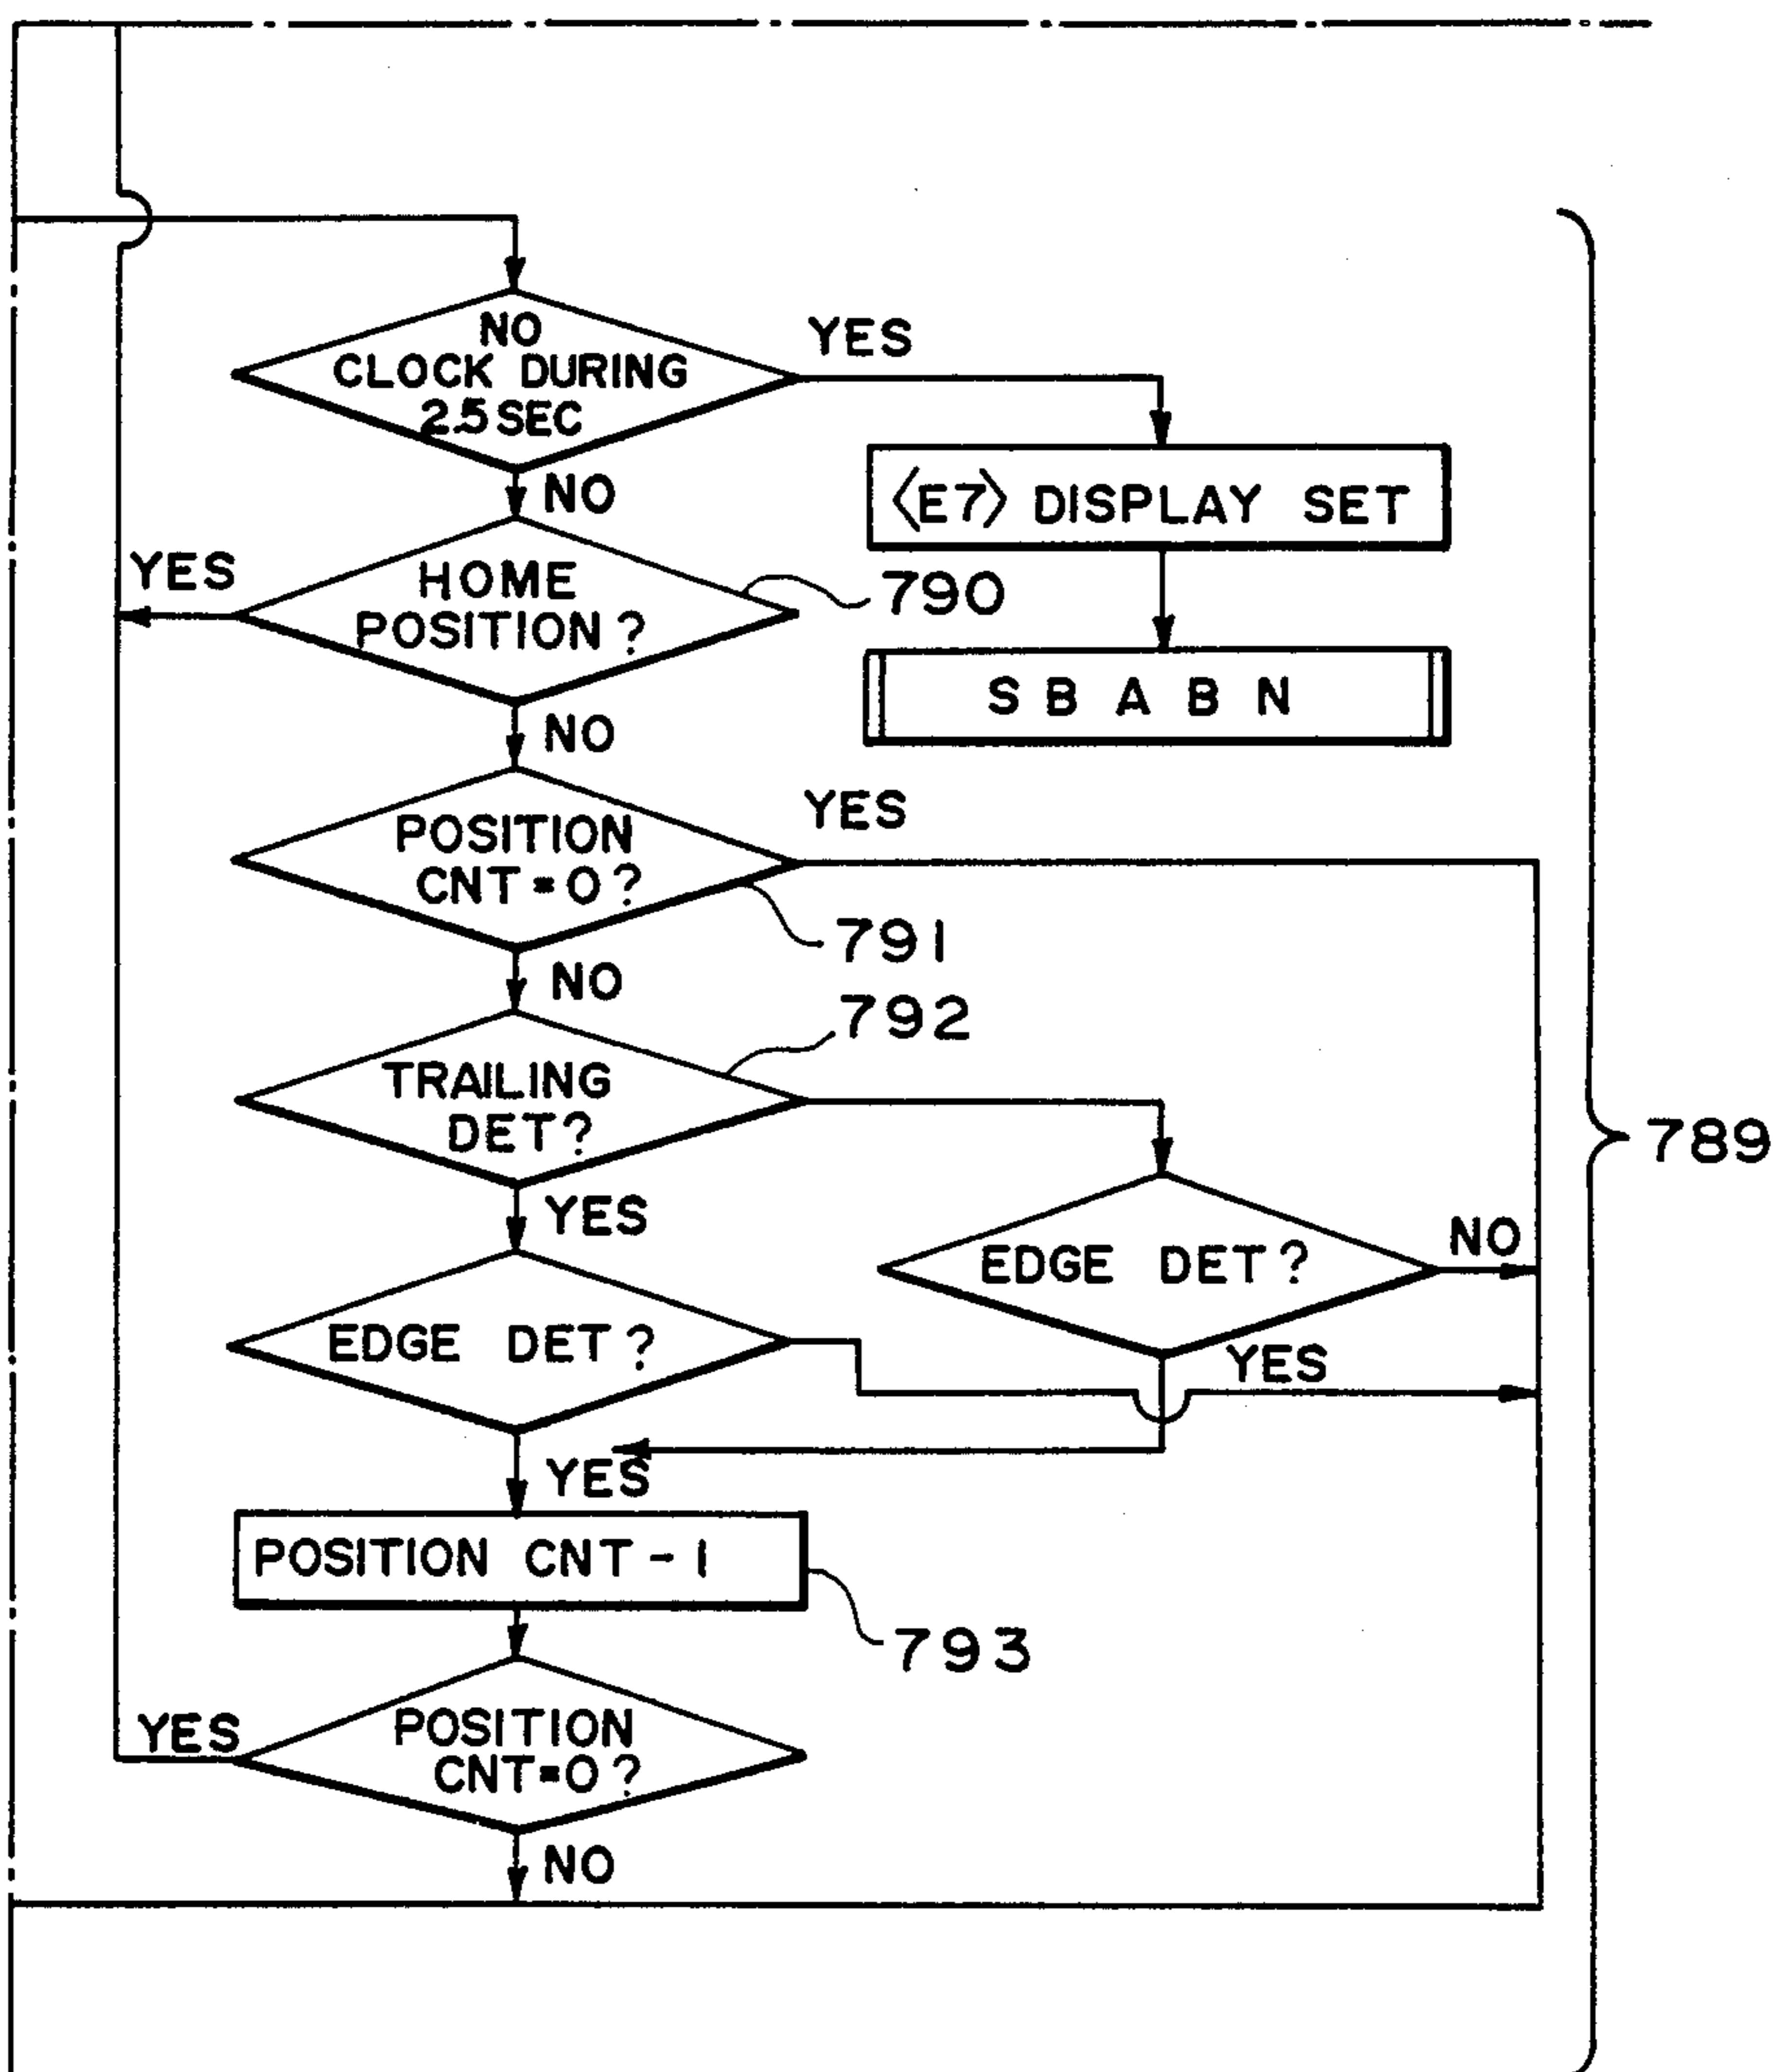 NO
CLOCK DURING
2.5 SEC
YES
NO
<E7> DISPLAY SET
YES
HOME
POSITION?
790
S B A B N
NO
POSITION
CNT=0?
YES
791
NO
792
TRAILING
DET?
789
YES
EDGE DET?
NO
EDGE DET?
YES
YES
POSITION CNT-1
793
YES
POSITION
CNT=0?
NO